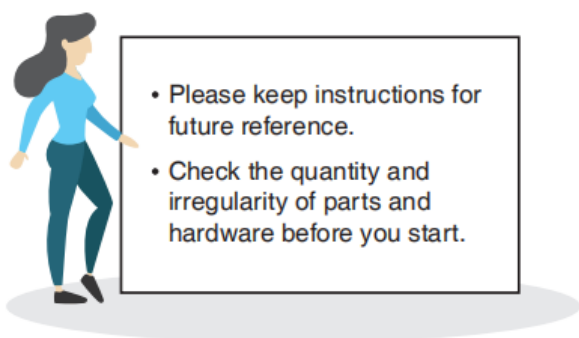 • Please keep instructions for
future reference.
• Check the quantity and
irregularity of parts and
hardware before you start.